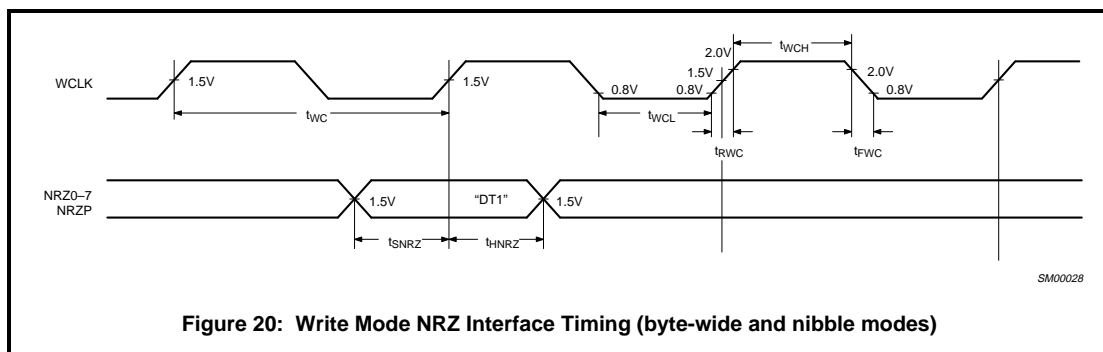 2.0V
tWCH
WCLK
1.5V
1.5V
1.5V
2.0V
0.8V
0.8V
0.8V
tWC
tWCL
tRWC
tFWC
NRZ0–7
NRZP
1.5V
“DT1”
1.5V
tSNRZ
tHNRZ
SM00028
Figure 20: Write Mode NRZ Interface Timing (byte-wide and nibble modes)